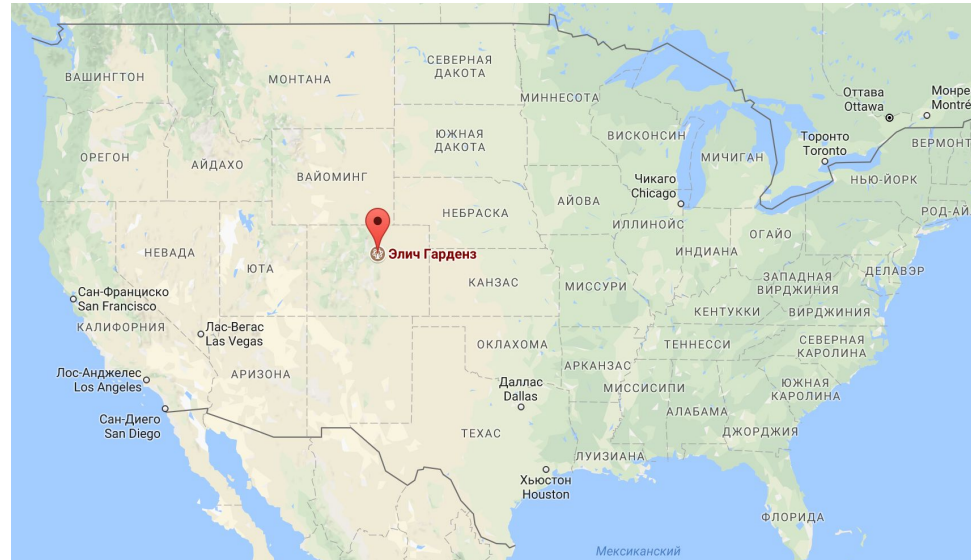 ВАШИНГТОН
МОНТАНА
СЕВЕРНАЯ
ДАКОТА
МИННЕСОТА
Оттава
Ottawa
Монре
Montré
ОРЕГОН
АЙДАХО
ВАЙОМИНГ
ЮЖНАЯ
ДАКОТА
ВИСКОНСИН
МИЧИГАН
Торонто
Toronto
ВЕРМОНТ
НЬЮ-ЙОРК
Чикаго
Chicago
НЕБРАСКА
АЙОВА
ИЛЛИНОЙС
ИНДИАНА
ОГАЙО
РОД-АЙ
НЕВАДА
ЮТА
Элич Гарденз
КАНЗАС
МИССУРИ
ЗАПАДНАЯ
ВИРДЖИНИЯ
ДЕЛАВЭР
Сан-Франциско
San Francisco
КАЛИФОРНИЯ
Лас-Вегас
Las Vegas
КЕНТУККИ
ВИРДЖИНИЯ
Лос-Анджелес
Los Angeles
АРИЗОНА
ОКЛАХОМА
АРКАНЗАС
ТЕННЕССИ
СЕВЕРНАЯ
КАРОЛИНА
Сан-Диего
San Diego
Даллас
Dallas
МИССИСИПИ
АЛАБАМА
ЮЖНАЯ
КАРОЛИНА
ДЖОРДЖИЯ
ТЕХАС
ЛУИЗИАНА
Хьюстон
Houston
ФЛОРИДА
Мексиканский